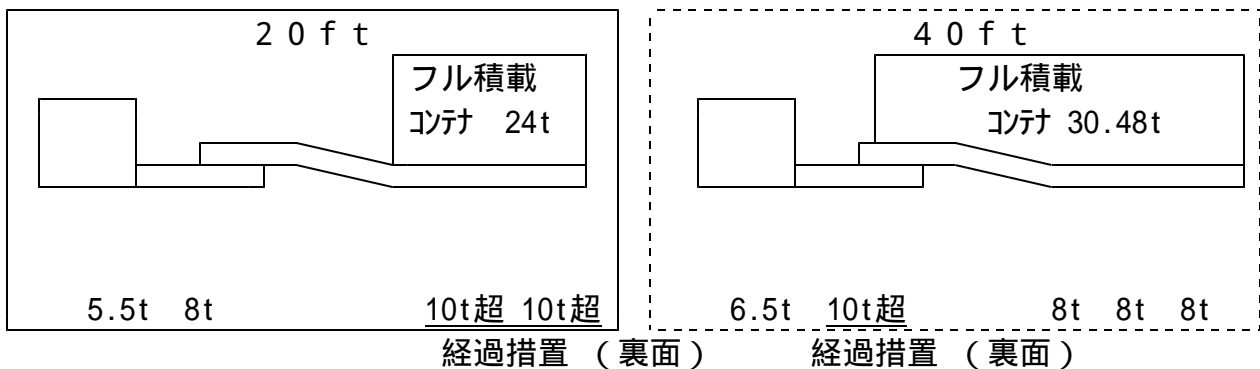 ２０ｆｔ
フル積載
ｺﾝﾃﾅ 24t
5.5t 8t 10t超 10t超
経過措置 （裏面）
４０ｆｔ
フル積載
ｺﾝﾃﾅ 30.48t
6.5t 10t超 8t 8t 8t
経過措置 （裏面）